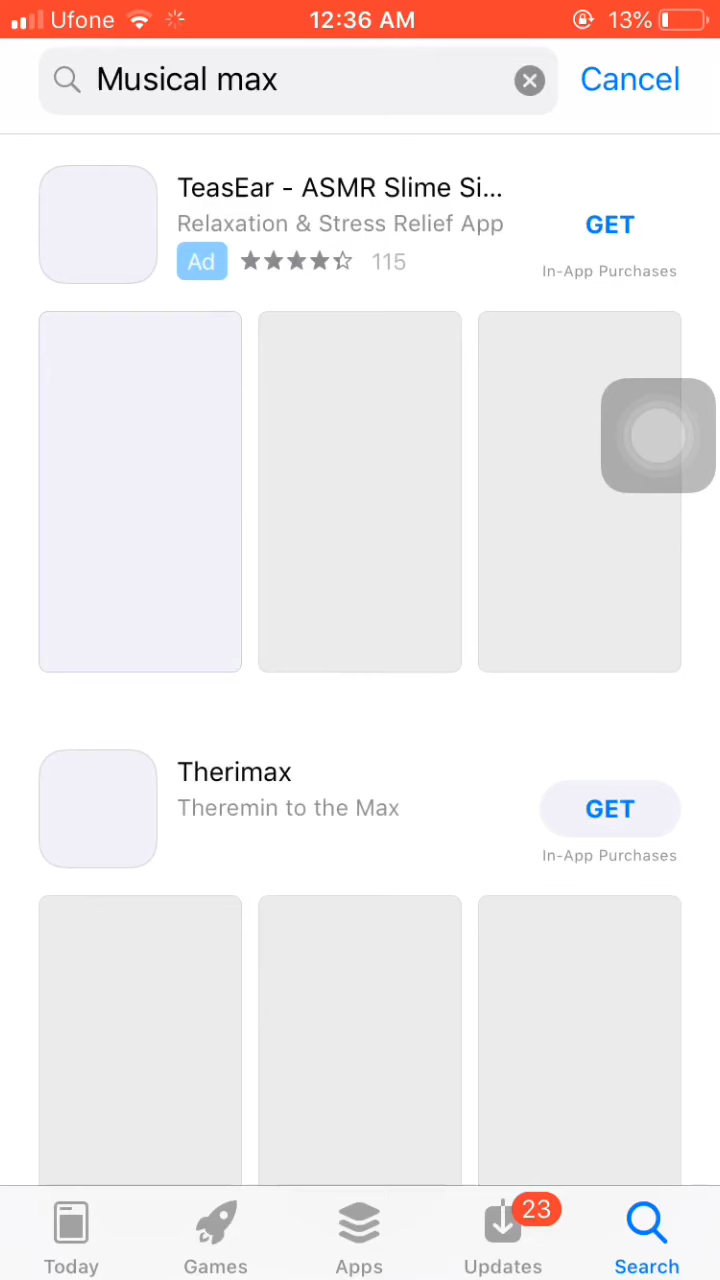 Ufone 12:36 AM 13%
Musical max Cancel
TeasEar - ASMR Slime Si...
Relaxation & Stress Relief App
GET
Ad 115
In-App Purchases
Therimax
Theremin to the Max
GET
In-App Purchases
23
Today Games Apps Updates Search